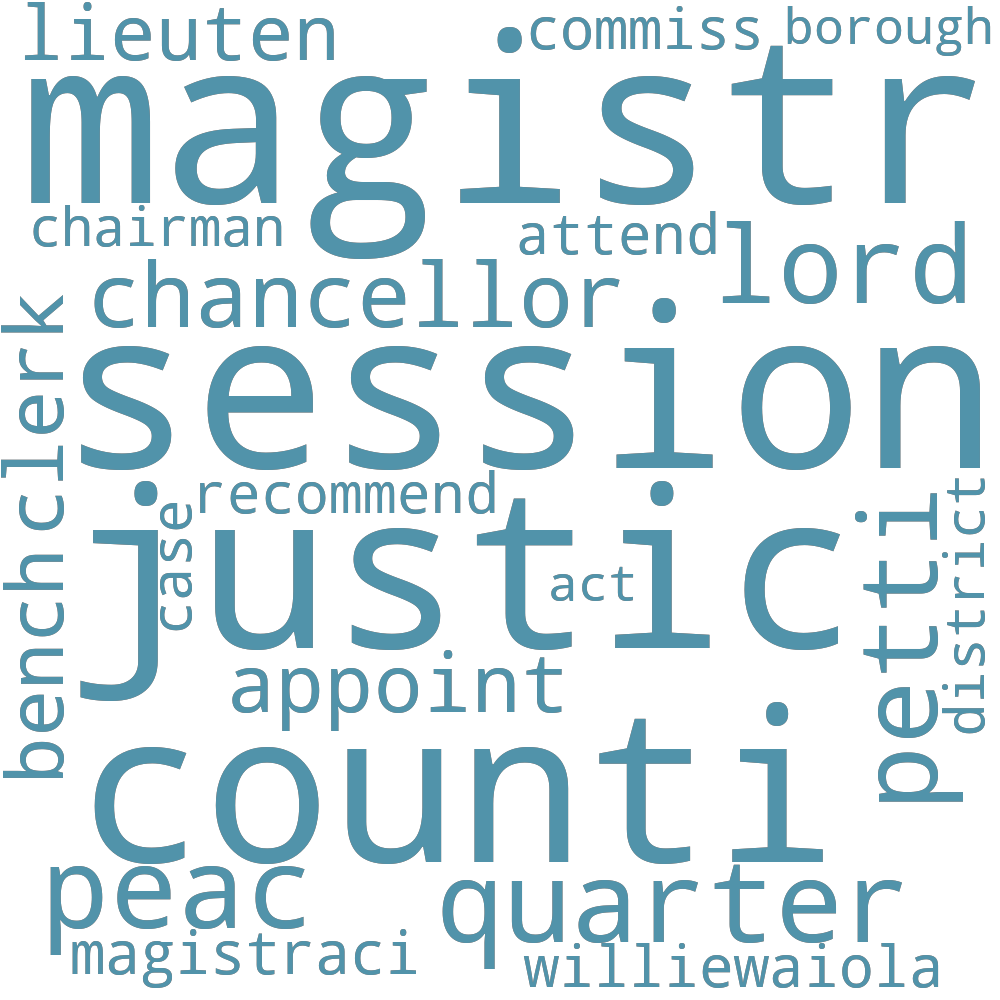 lieuten
commiss
borough
magistr
chairman
attend
lord
chancellor
session
bench
clerk
recommend
case
justic
act
petti
district
appoint
counti
peac
quarter
magistraci
williewaiola